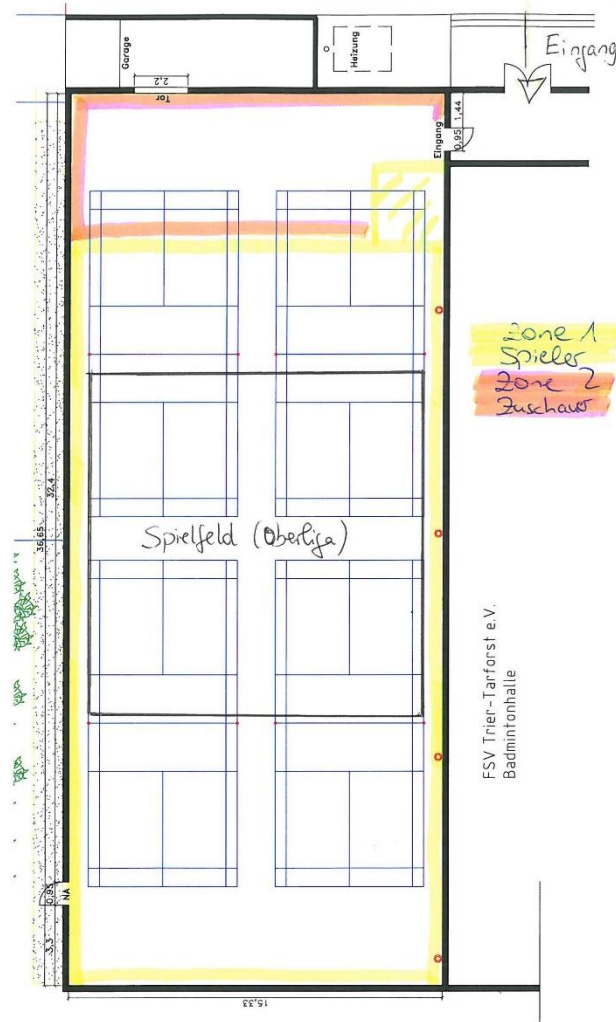 Garage
Heizung
Eingang
2,2
Tor
Eingang
0,95 1,44
Zone 1
Spieler
Zone 2
Zuschauer
32,4
36,65
Spielfeld (Oberliga)
FSV Trier-Tarforst e.V.
Badmintonhalle
0,95
NA
3,3
15,33